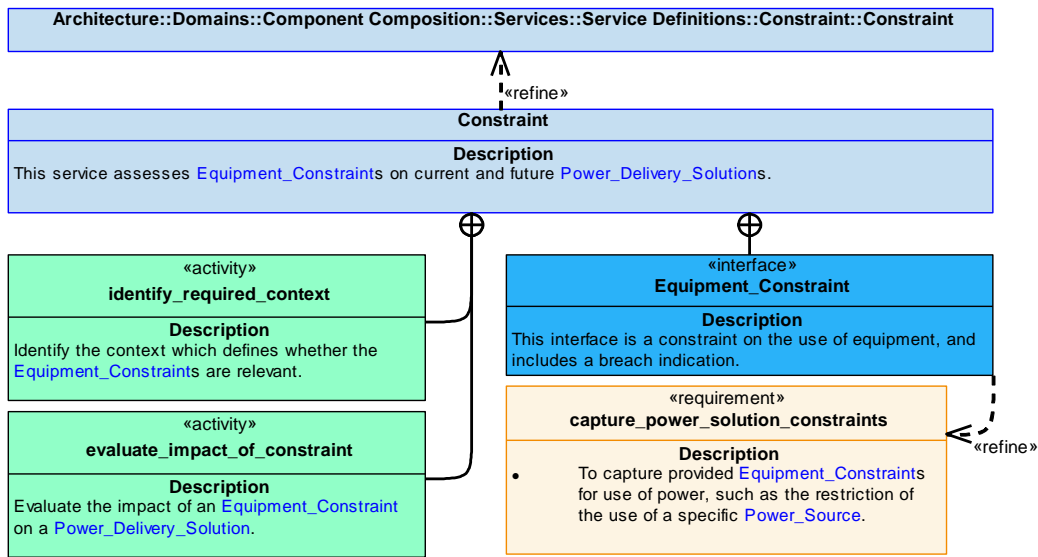 Architecture::Domains::Component Composition::Services::Service Definitions::Constraint::Constraint
«refine»
Constraint
Description
This service assesses Equipment_Constraints on current and future Power_Delivery_Solutions.
«activity»
identify_required_context
Description
Identify the context which defines whether the
Equipment_Constraints are relevant.
«interface»
Equipment_Constraint
Description
This interface is a constraint on the use of equipment, and
includes a breach indication.
«activity»
evaluate_impact_of_constraint
Description
Evaluate the impact of an Equipment_Constraint
on a Power_Delivery_Solution.
«requirement»
capture_power_solution_constraints
Description
• To capture provided Equipment_Constraints
for use of power, such as the restriction of
the use of a specific Power_Source.
«refine»